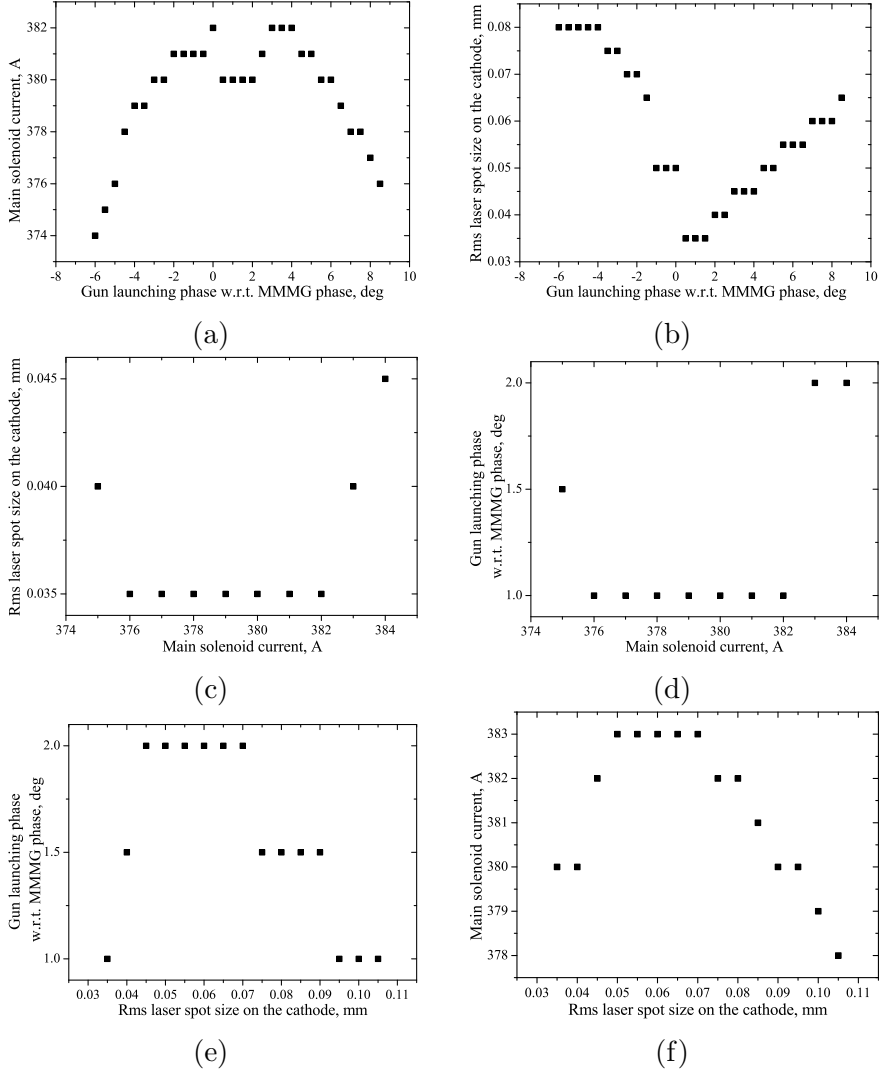 382
380
378
376
374
Main solenoid current, A
-8 -6 -4 -2 0 2 4 6 8 10
Gun launching phase w.r.t. MMMG phase, deg
(a)
0.08
0.07
0.06
0.05
0.04
0.03
Rms laser spot size on the cathode, mm
-8 -6 -4 -2 0 2 4 6 8 10
Gun launching phase w.r.t. MMMG phase, deg
(b)
0.045
0.040
0.035
Rms laser spot size on the cathode, mm
374 376 378 380 382 384
Main solenoid current, A
(c)
2.0
1.5
1.0
Gun launching phase
w.r.t. MMMG phase, deg
374 376 378 380 382 384
Main solenoid current, A
(d)
2.0
1.5
1.0
Gun launching phase
w.r.t. MMMG phase, deg
0.03 0.04 0.05 0.06 0.07 0.08 0.09 0.10 0.11
Rms laser spot size on the cathode, mm
(e)
383
382
381
380
379
378
Main solenoid current, A
0.03 0.04 0.05 0.06 0.07 0.08 0.09 0.10 0.11
Rms laser spot size on the cathode, mm
(f)